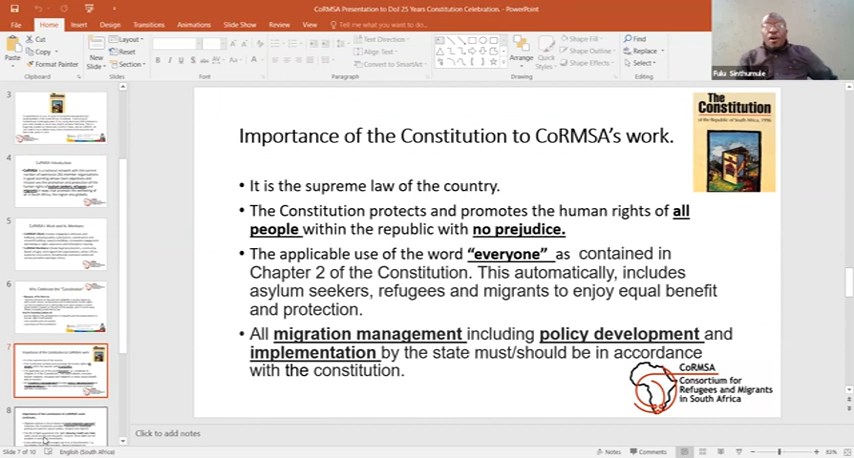 CoRMSA Presentation to DoJ 25 Years Constitution Celebration. - PowerPoint
File Home Insert Design Transitions Animations Slide Show Review View Tell me what you want to do...
Cut
Copy
Format Painter
Paste
Clipboard
New
Slide
Layout
Reset
Section
Slides
Font
Text Direction
Align Text
Convert to SmartArt
Paragraph
Arrange
Quick
Styles
Shape Fill
Shape Outline
Shape Effects
Drawing
Find
Replace
Select
Editing
Fulu Sinthumule
3
4
CoRMSA Introduction
5
6
7
8
The
Constitution
of the Republic of South Africa, 1996
Importance of the Constitution to CoRMSA's work.
• It is the supreme law of the country.
• The Constitution protects and promotes the human rights of all
people within the republic with no prejudice.
• The applicable use of the word "everyone" as contained in
Chapter 2 of the Constitution. This automatically, includes
asylum seekers, refugees and migrants to enjoy equal benefit
and protection.
• All migration management including policy development and
implementation by the state must/should be in accordance
with the constitution.
CoRMSA
Consortium for
Refugees and Migrants
in South Africa
Click to add notes
Slide 7 of 10 English (South Africa) Notes Comments 83%